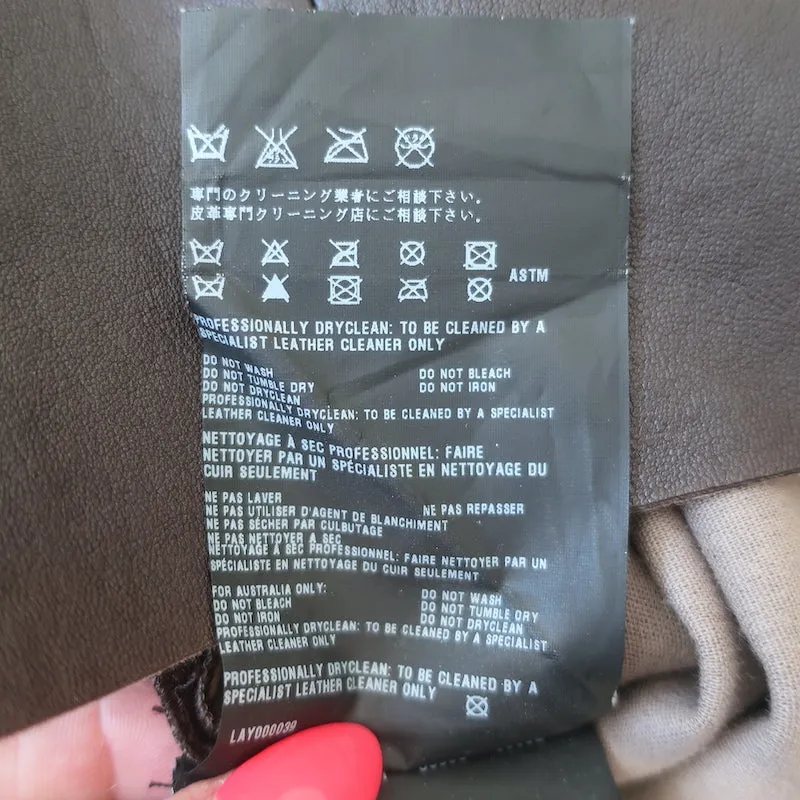 専門のクリーニング業者にご相談下さい。
皮革専門クリーニング店にご相談下さい。
ASTM
PROFESSIONALLY DRYCLEAN: TO BE CLEANED BY A
SPECIALIST LEATHER CLEANER ONLY
DO NOT WASH
DO NOT BLEACH
DO NOT TUMBLE DRY
DO NOT IRON
DO NOT DRYCLEAN
PROFESSIONALLY DRYCLEAN: TO BE CLEANED BY A SPECIALIST
LEATHER CLEANER ONLY
NETTOYAGE À SEC PROFESSIONNEL: FAIRE
NETTOYER PAR UN SPÉCIALISTE EN NETTOYAGE DU
CUIR SEULEMENT
NE PAS LAVER
NE PAS REPASSER
NE PAS UTILISER D'AGENT DE BLANCHIMENT
NE PAS SÉCHER PAR CULBUTAGE
NE PAS NETTOYER A SEC
NETTOYAGE À SEC PROFESSIONNEL: FAIRE NETTOYER PAR UN
SPÉCIALISTE EN NETTOYAGE DU CUIR SEULEMENT
FOR AUSTRALIA ONLY:
DO NOT WASH
DO NOT BLEACH
DO NOT TUMBLE DRY
DO NOT IRON
DO NOT DRYCLEAN
PROFESSIONALLY DRYCLEAN: TO BE CLEANED BY A SPECIALIST
LEATHER CLEANER ONLY
PROFESSIONALLY DRYCLEAN: TO BE CLEANED BY A
SPECIALIST LEATHER CLEANER ONLY
LAY000039